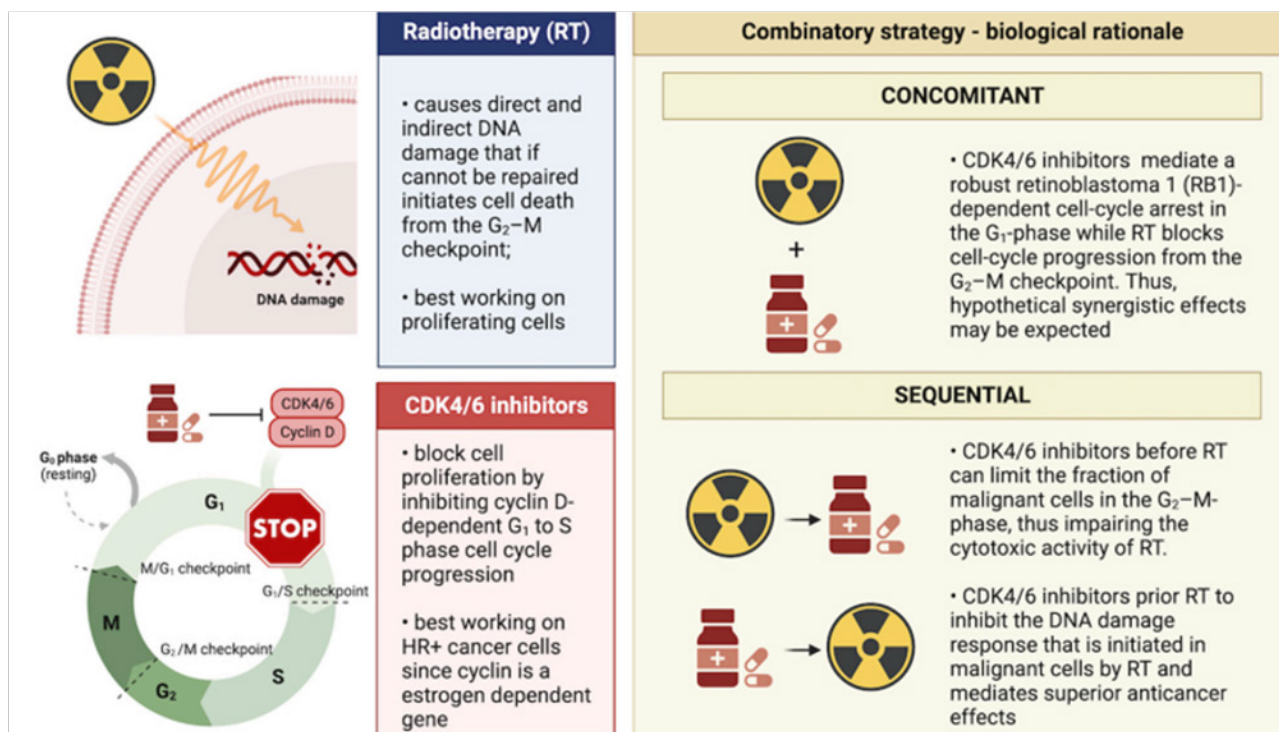 Radiotherapy (RT)
• causes direct and
indirect DNA
damage that if
cannot be repaired
initiates cell death
from the G₂–M
checkpoint;
• best working on
proliferating cells
DNA damage
CDK4/6
Cyclin D
G₀ phase
(resting)
G₁
STOP
M/G₁ checkpoint
G₁/S checkpoint
M
G₂/M checkpoint
S
G₂
CDK4/6 inhibitors
• block cell
proliferation by
inhibiting cyclin D-
dependent G₁ to S
phase cell cycle
progression
• best working on
HR+ cancer cells
since cyclin is a
estrogen dependent
gene
Combinatory strategy - biological rationale
CONCOMITANT
+
• CDK4/6 inhibitors mediate a
robust retinoblastoma 1 (RB1)-
dependent cell-cycle arrest in
the G₁-phase while RT blocks
cell-cycle progression from the
G₂–M checkpoint. Thus,
hypothetical synergistic effects
may be expected
SEQUENTIAL
• CDK4/6 inhibitors before RT
can limit the fraction of
malignant cells in the G₂–M-
phase, thus impairing the
cytotoxic activity of RT.
• CDK4/6 inhibitors prior RT to
inhibit the DNA damage
response that is initiated in
malignant cells by RT and
mediates superior anticancer
effects